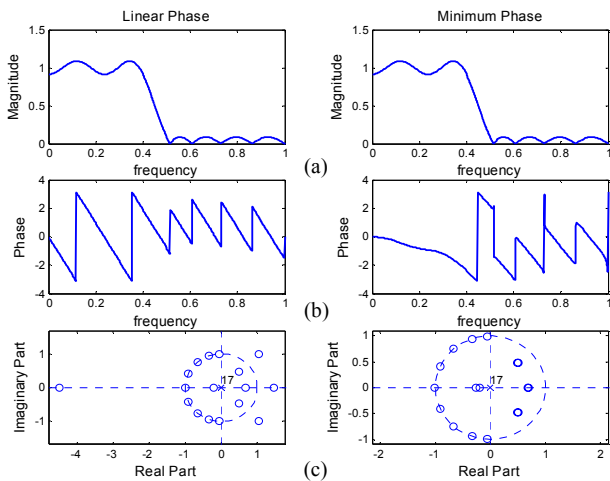 Linear Phase
Minimum Phase
Magnitude
1.5
1
0.5
0
0 0.2 0.4 0.6 0.8 1
frequency
Magnitude
1.5
1
0.5
0
0 0.2 0.4 0.6 0.8 1
frequency
(a)
Phase
4
2
0
-2
-4
0 0.2 0.4 0.6 0.8 1
frequency
Phase
4
2
0
-2
-4
0 0.2 0.4 0.6 0.8 1
frequency
(b)
Imaginary Part
1
0
-1
17
-4 -3 -2 -1 0 1
Real Part
Imaginary Part
1
0.5
0
-0.5
-1
17
-2 -1 0 1 2
Real Part
(c)